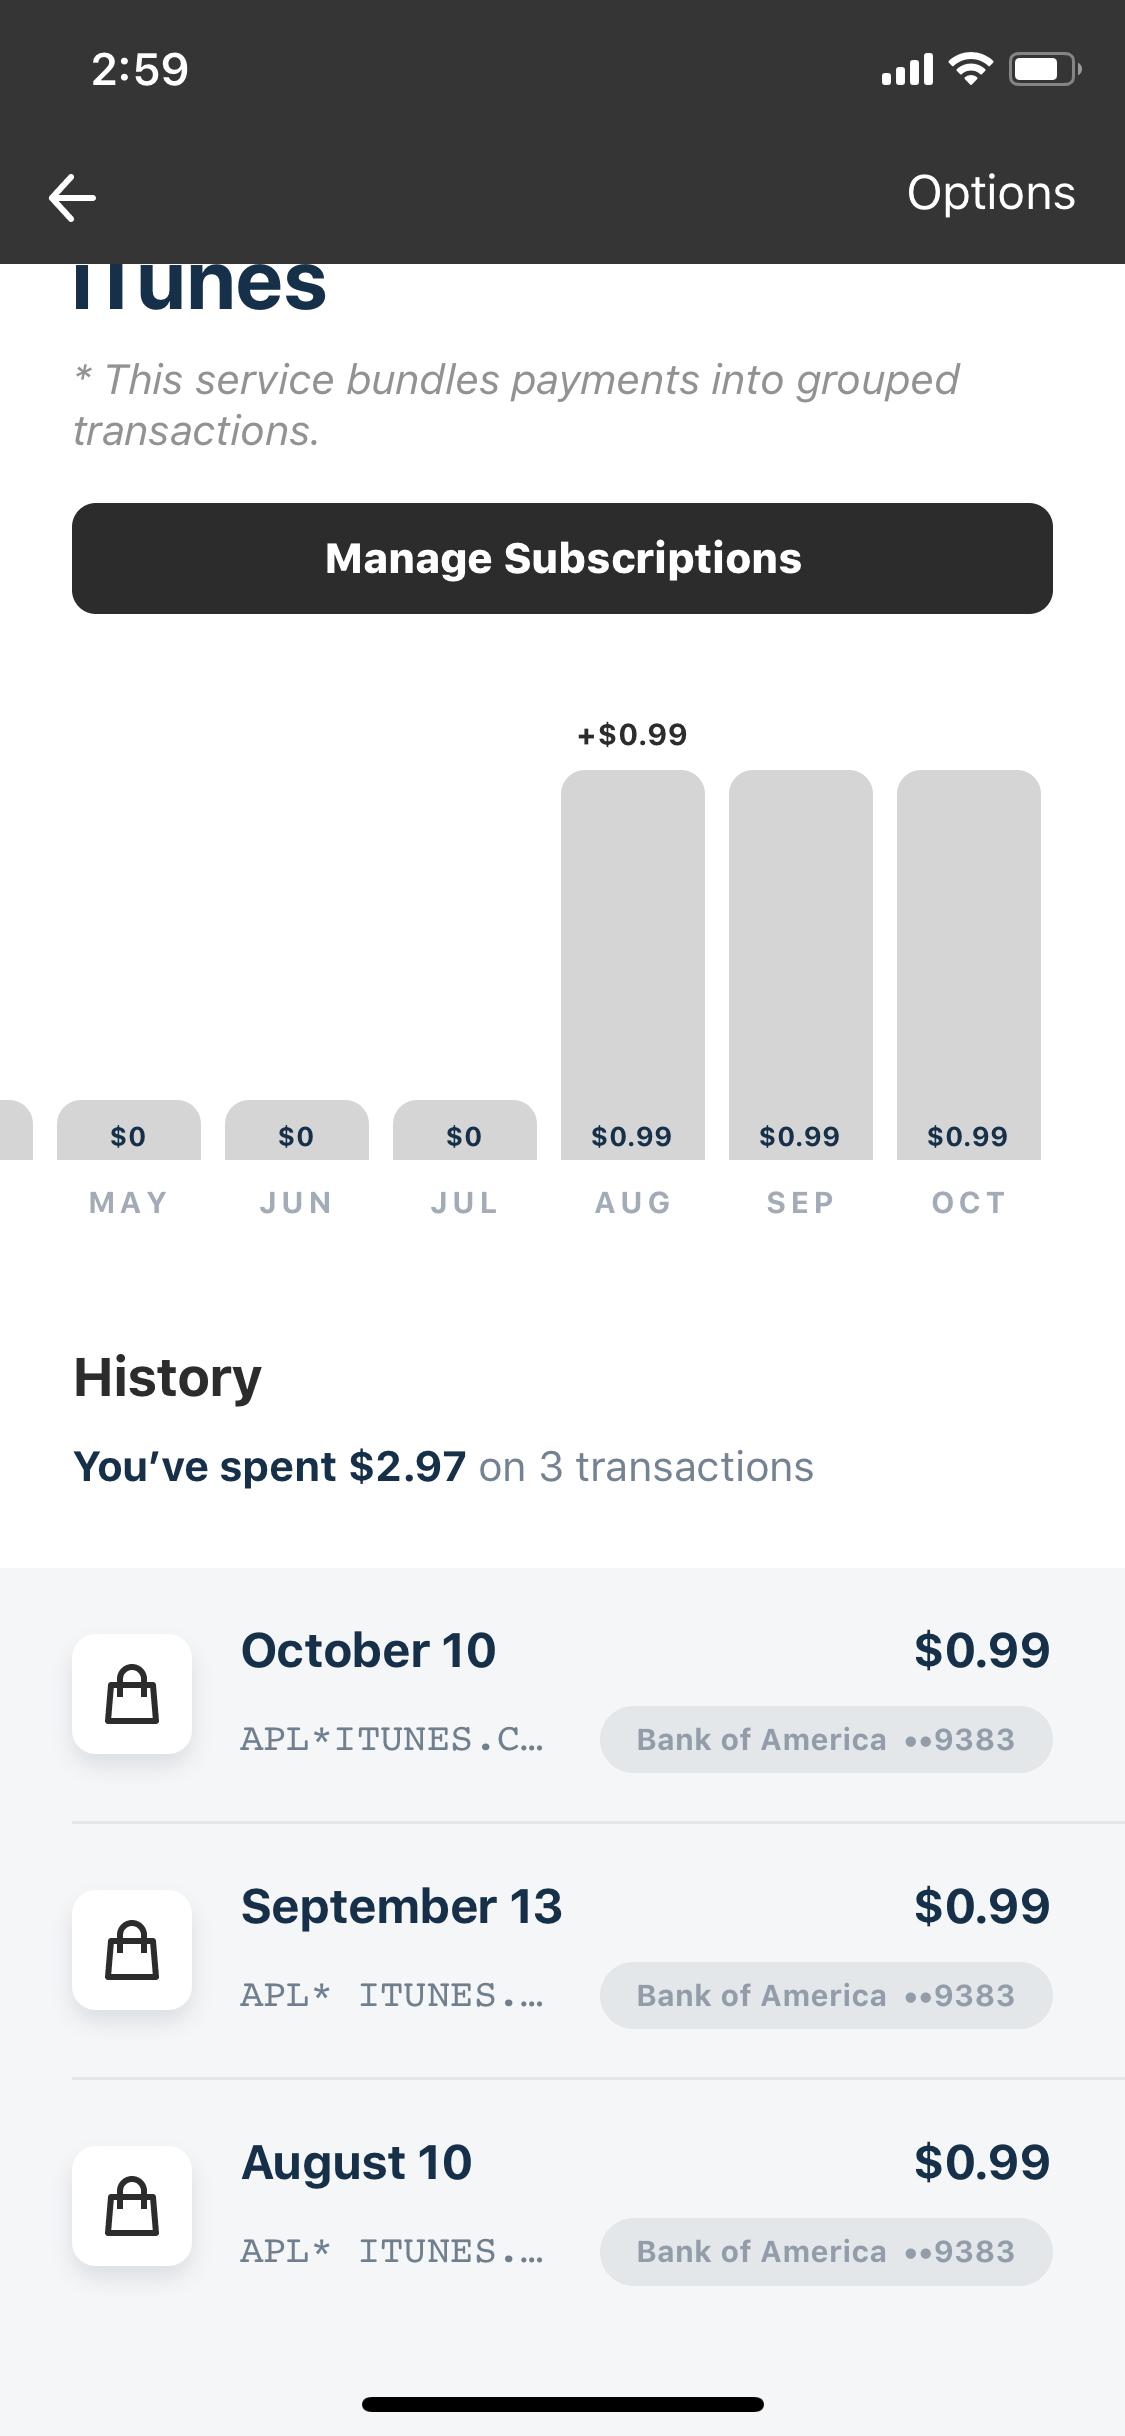 2:59
Options
iTunes
* This service bundles payments into grouped
transactions.
Manage Subscriptions
+$0.99
$0 $0 $0 $0.99 $0.99 $0.99
MAY JUN JUL AUG SEP OCT
History
You’ve spent $2.97 on 3 transactions
October 10 $0.99
APL*ITUNES.C… Bank of America ••9383
September 13 $0.99
APL* ITUNES.… Bank of America ••9383
August 10 $0.99
APL* ITUNES.… Bank of America ••9383